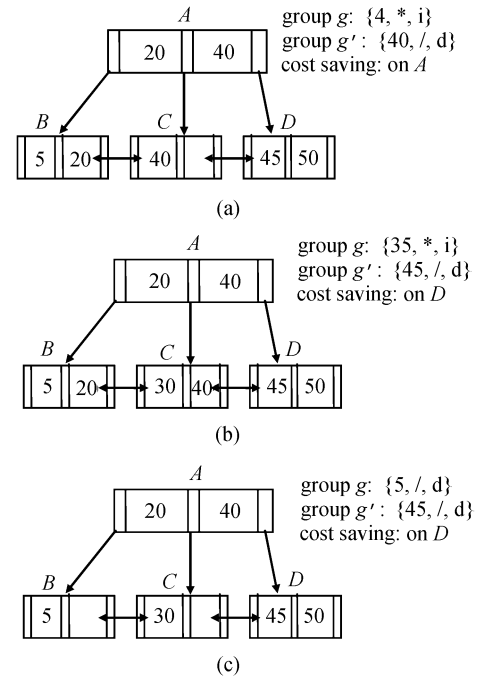 A
group g: {4, *, i}
group g′: {40, /, d}
cost saving: on A
20 40
B C D
5 20 40 45 50
(a)
A
group g: {35, *, i}
group g′: {45, /, d}
cost saving: on D
20 40
B C D
5 20 30 40 45 50
(b)
A
group g: {5, /, d}
group g′: {45, /, d}
cost saving: on D
20 40
B C D
5 30 45 50
(c)